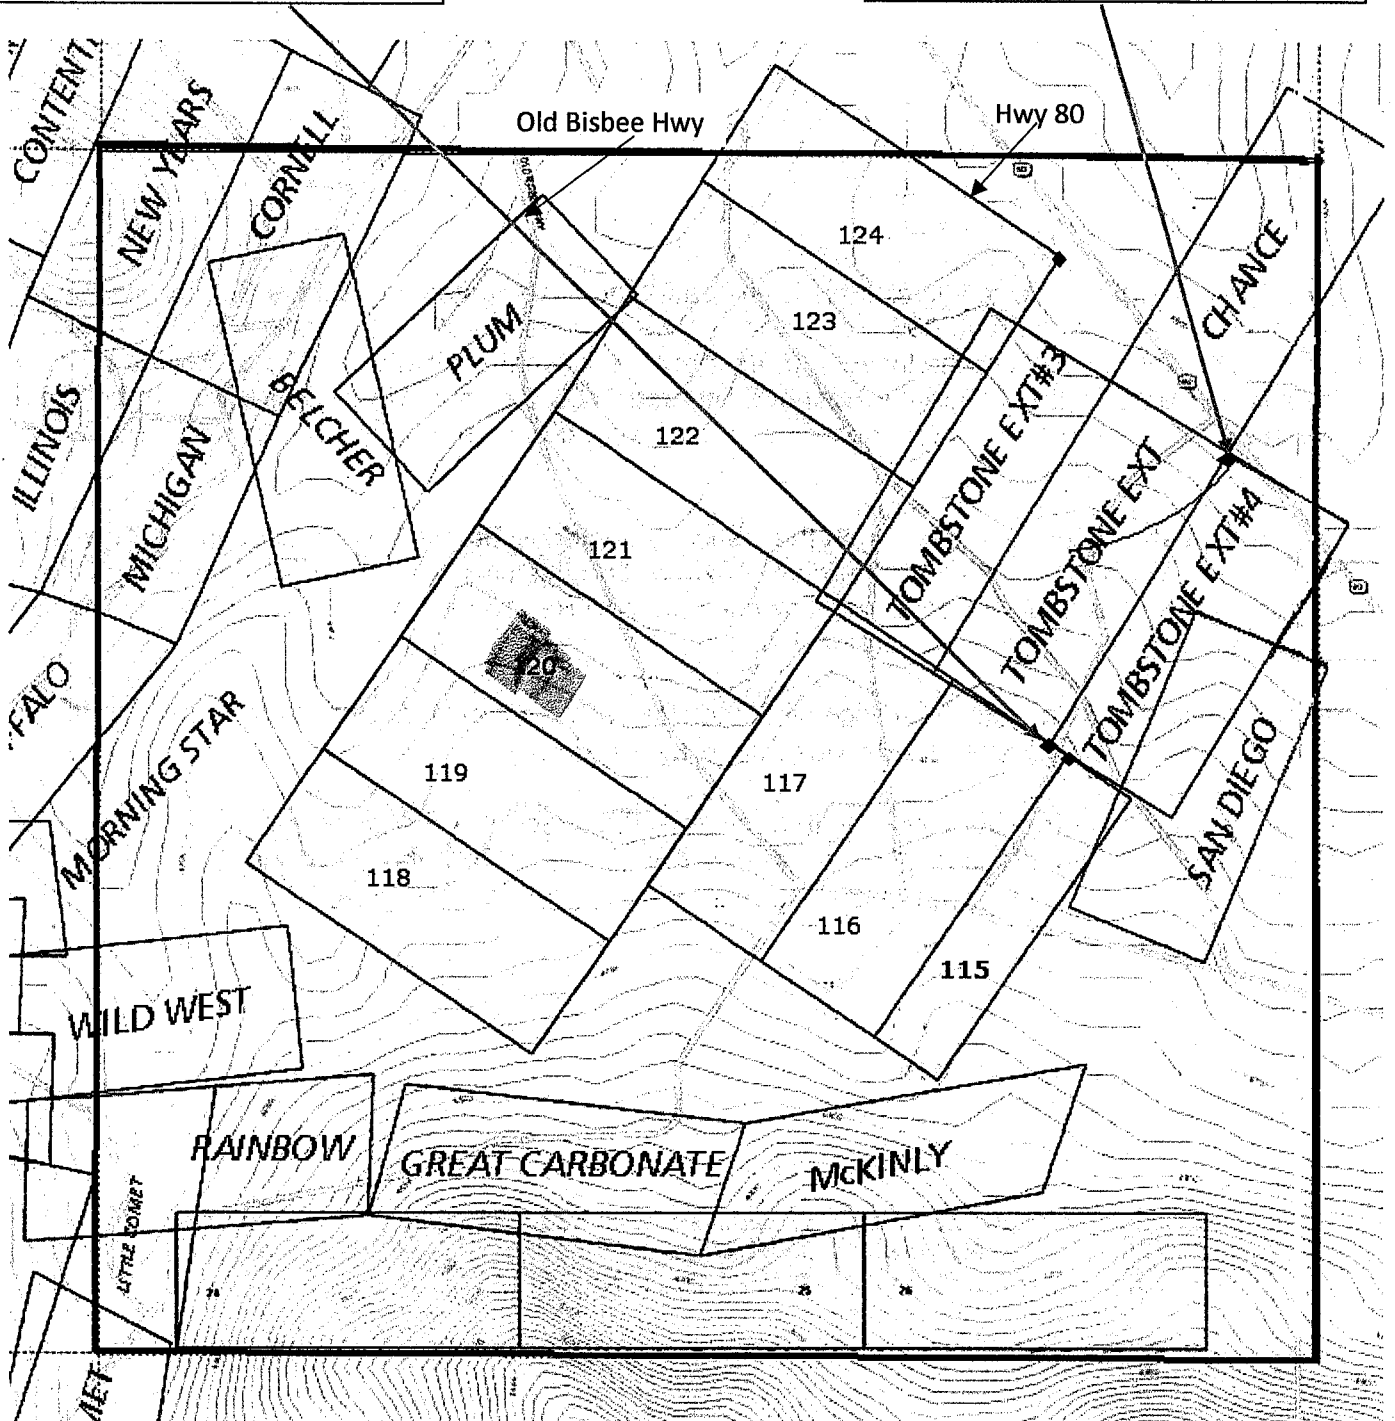 CONTENT
NEW YEARS
CORNELL
Old Bisbee Hwy
Hwy 80
124
CHANCE
123
PLUM
BELCHER
TOMBSTONE EXT#3
122
ILLINOIS
MICHIGAN
TOMBSTONE EXT
121
TOMBSTONE EXT#4
120
FALO
MORNING STAR
119
117
SAN DIEGO
118
116
115
WILD WEST
RAINBOW
GREAT CARBONATE
McKINLY
LITTLE COMET
25
26